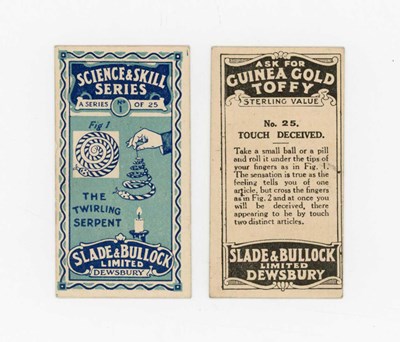 SCIENCE & SKILL
SERIES
A SERIES No 1 OF 25
Fig 1
THE
TWIRLING
SERPENT
SLADE & BULLOCK
LIMITED
DEWSBURY
ASK FOR
GUINEA GOLD
TOFFY
STERLING VALUE
No. 25.
TOUCH DECEIVED.
Take a small ball or a pill
and roll it under the tips of
your fingers as in Fig. 1.
The sensation is true as the
feeling tells you of one
article, but cross the fingers
as in Fig. 2 and at once you
will be deceived, there
appearing to be by touch
two distinct articles.
SLADE & BULLOCK
LIMITED
DEWSBURY